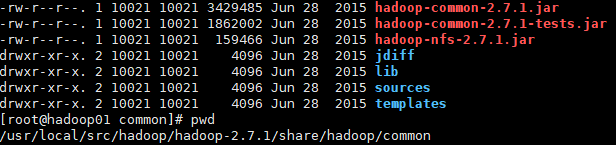 -rw-r--r--. 1 10021 10021 3429485 Jun 28  2015 hadoop-common-2.7.1.jar
-rw-r--r--. 1 10021 10021 1862002 Jun 28  2015 hadoop-common-2.7.1-tests.jar
-rw-r--r--. 1 10021 10021  159466 Jun 28  2015 hadoop-nfs-2.7.1.jar
drwxr-xr-x. 2 10021 10021    4096 Jun 28  2015 jdiff
drwxr-xr-x. 2 10021 10021    4096 Jun 28  2015 lib
drwxr-xr-x. 2 10021 10021    4096 Jun 28  2015 sources
drwxr-xr-x. 2 10021 10021    4096 Jun 28  2015 templates
[root@hadoop01 common]# pwd
/usr/local/src/hadoop/hadoop-2.7.1/share/hadoop/common